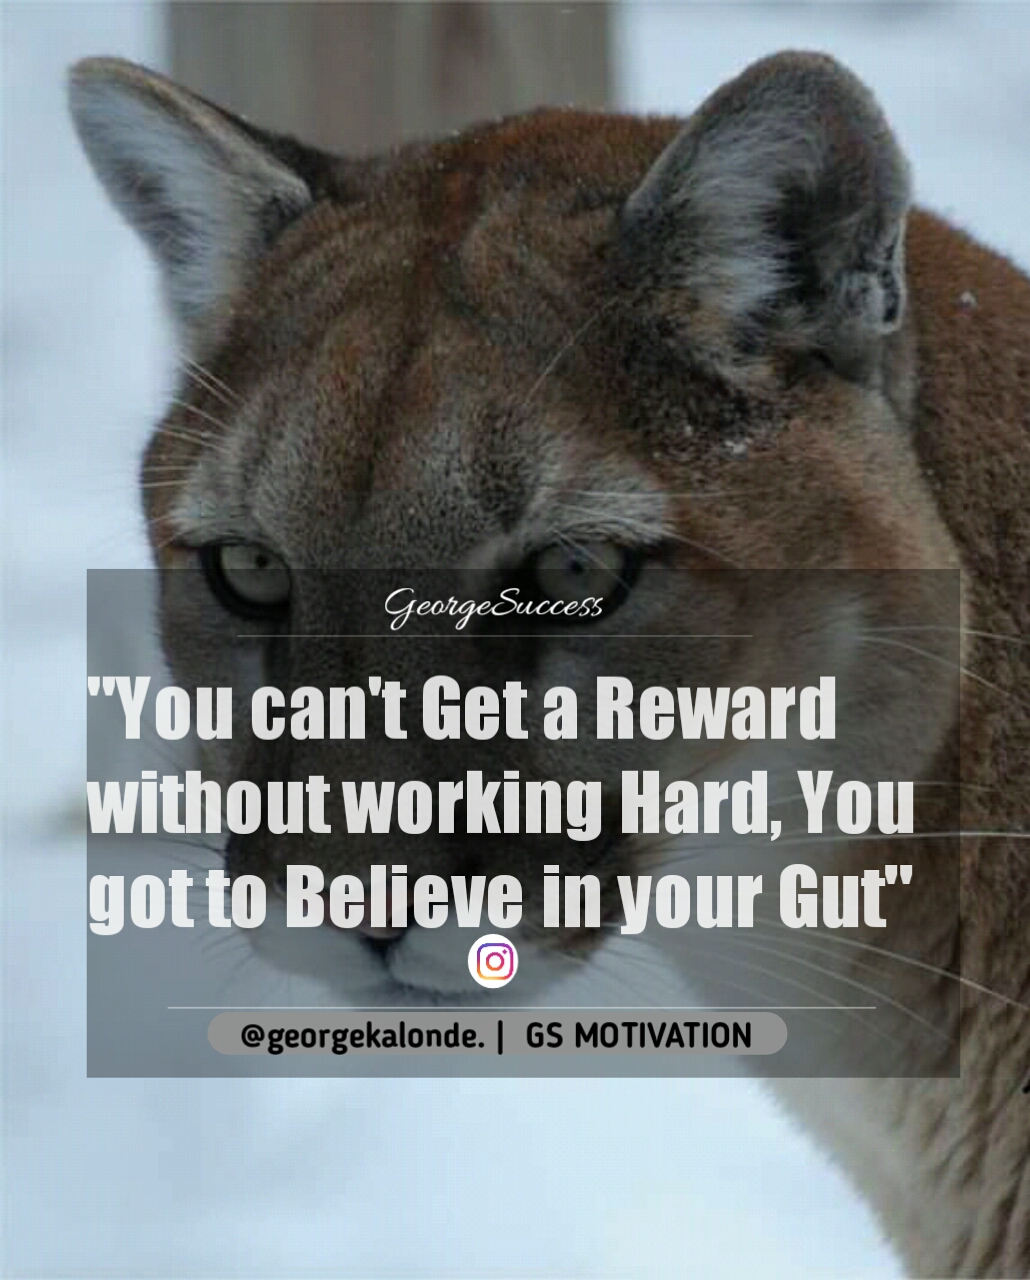 GeorgeSuccess
"You can't Get a Reward
without working Hard, You
got to Believe in your Gut"
@georgekalonde. | GS MOTIVATION